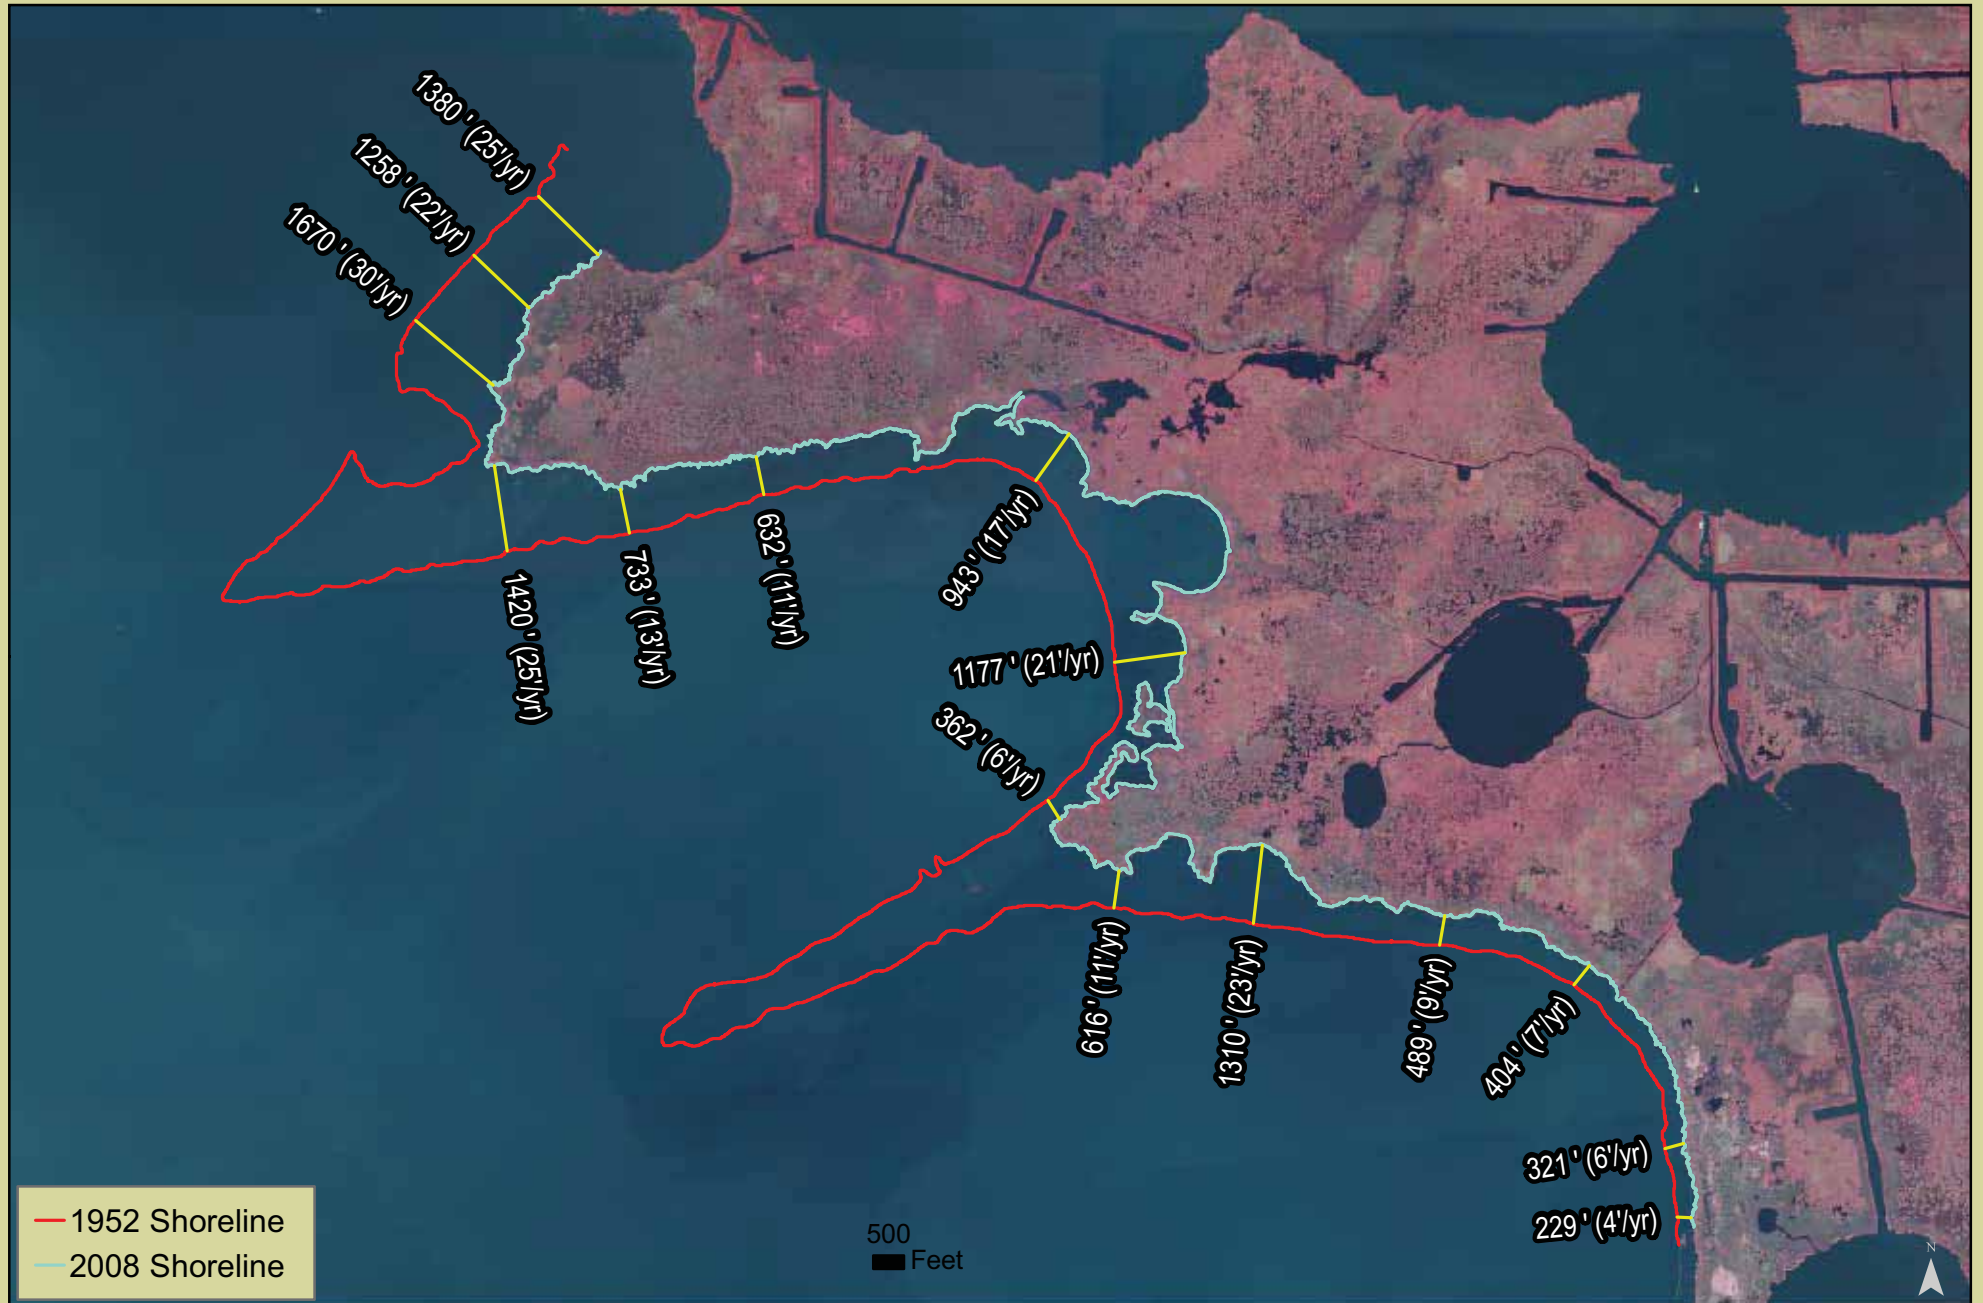 1380 ' (25'/yr)
1258 ' (22'/yr)
1670 ' (30'/yr)
943 ' (17'/yr)
632 ' (11'/yr)
733 ' (13'/yr)
1420 ' (25'/yr)
1177 ' (21'/yr)
362 ' (6'/yr)
616 ' (11'/yr)
1310 ' (23'/yr)
489 ' (9'/yr)
404 ' (7'/yr)
321 ' (6'/yr)
229 ' (4'/yr)
1952 Shoreline
2008 Shoreline
500
Feet
N